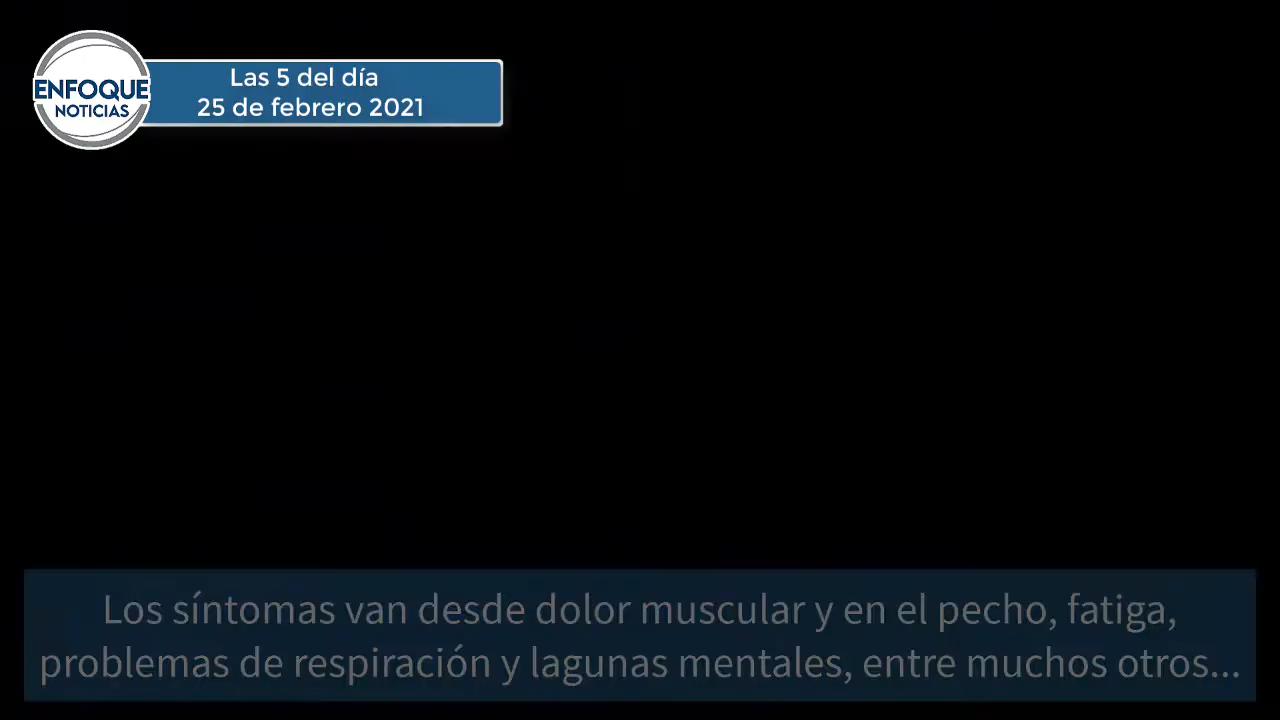 ENFOQUE
NOTICIAS
Las 5 del día
25 de febrero 2021
Los síntomas van desde dolor muscular y en el pecho, fatiga,
problemas de respiración y lagunas mentales, entre muchos otros...